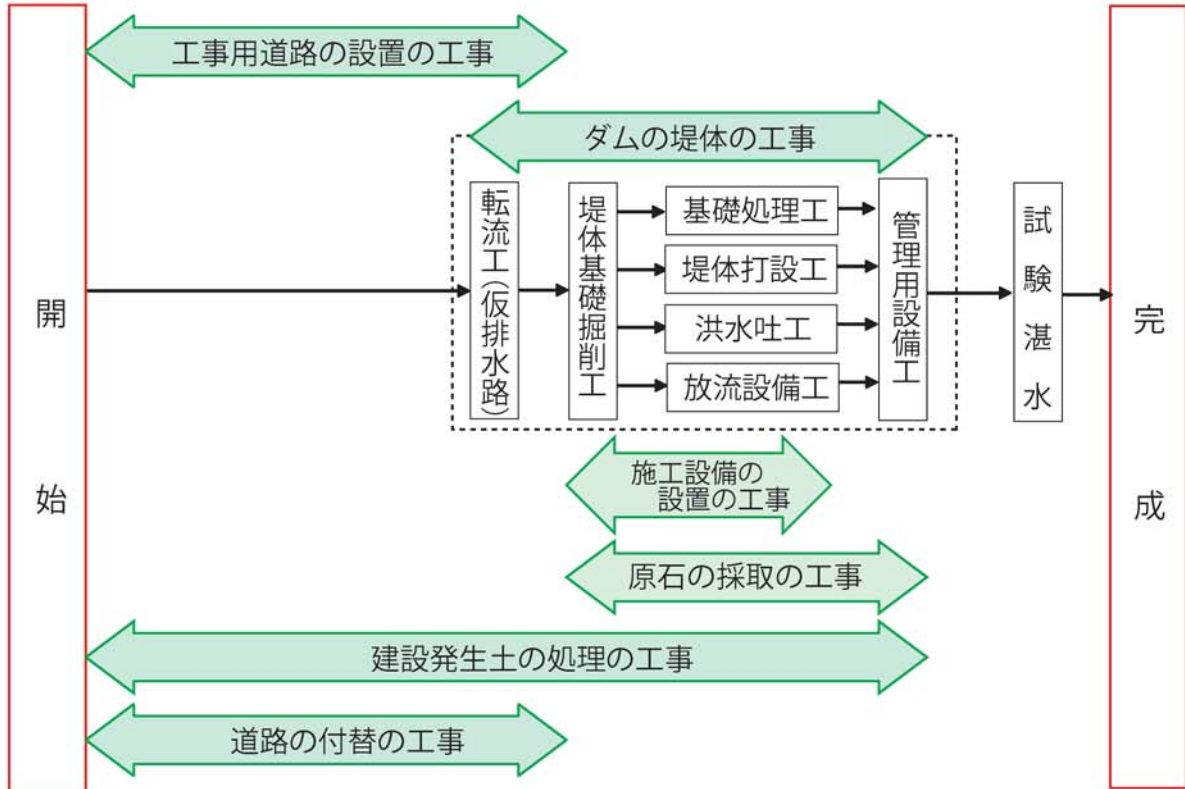 開始
工事用道路の設置の工事
ダムの堤体の工事
転流工(仮排水路)
堤体基礎掘削工
基礎処理工
堤体打設工
洪水吐工
放流設備工
管理用設備工
試験湛水
完成
施工設備の
設置の工事
原石の採取の工事
建設発生土の処理の工事
道路の付替の工事